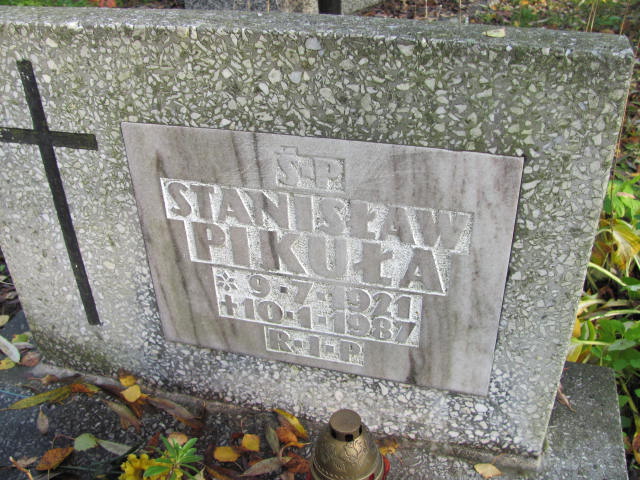 Ś·P.
STANISŁAW
PIKUŁA
* 9·7·1921
+10·1·1987
R·I·P